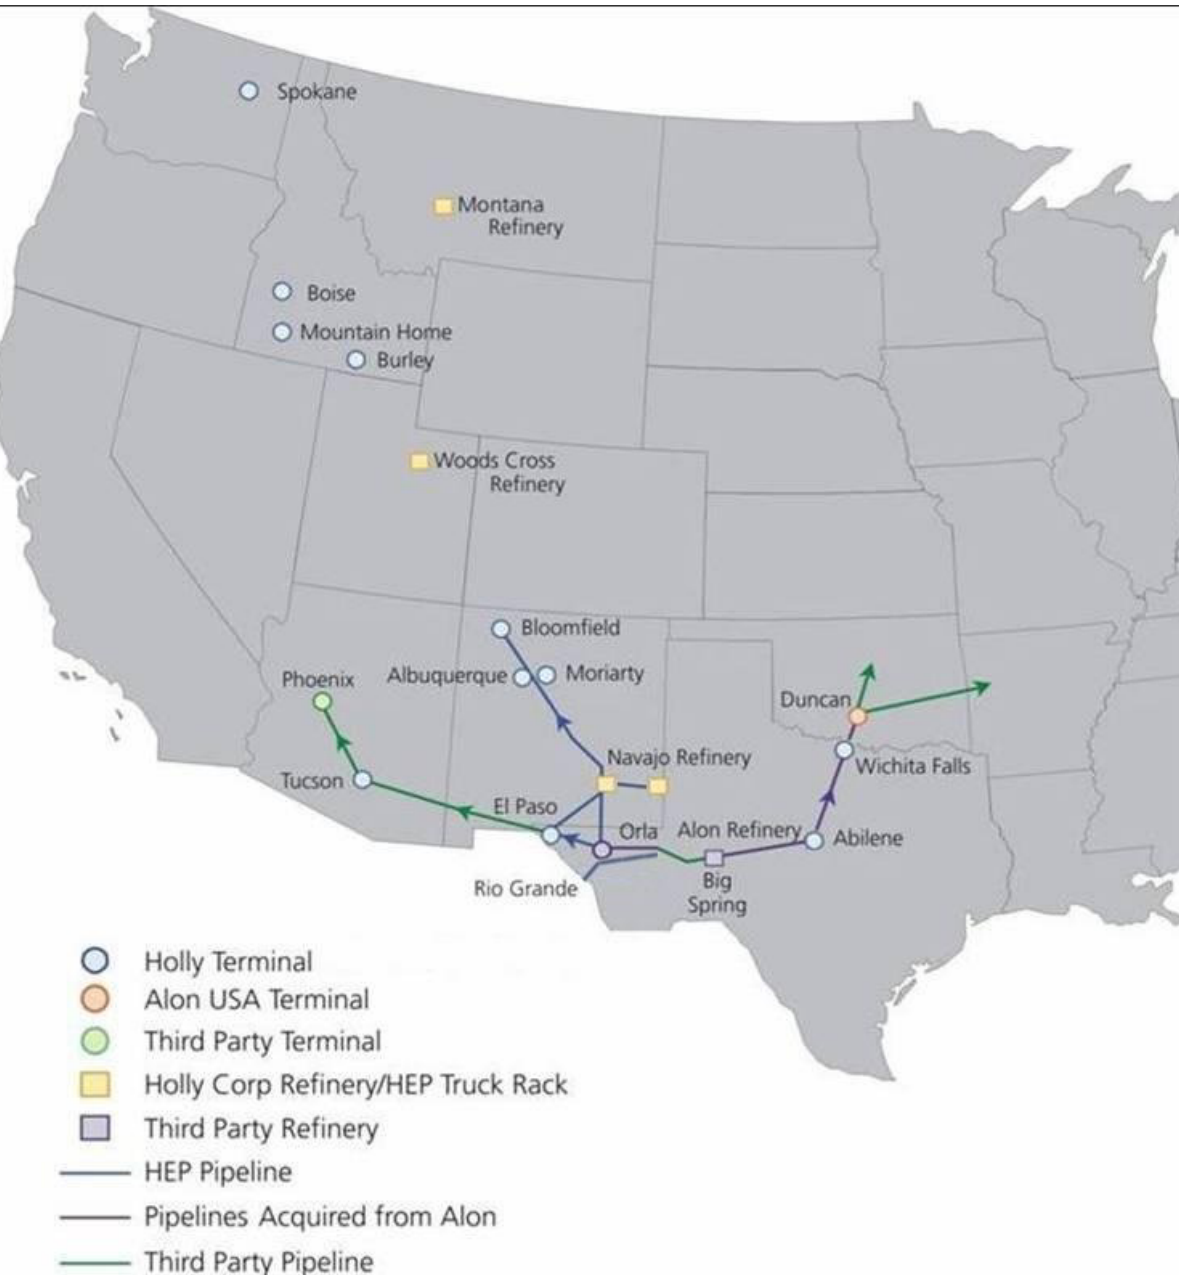 Spokane
Montana
Refinery
Boise
Mountain Home
Burley
Woods Cross
Refinery
Bloomfield
Albuquerque
Moriarty
Phoenix
Duncan
Navajo Refinery
Wichita Falls
Tucson
El Paso
Orla
Alon Refinery
Abilene
Rio Grande
Big
Spring
Holly Terminal
Alon USA Terminal
Third Party Terminal
Holly Corp Refinery/HEP Truck Rack
Third Party Refinery
HEP Pipeline
Pipelines Acquired from Alon
Third Party Pipeline